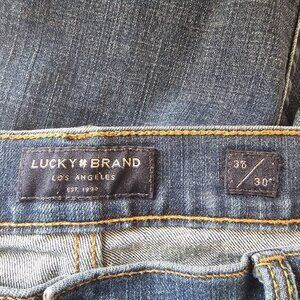 LUCKY BRAND
LOS ANGELES
EST. 1990
30"